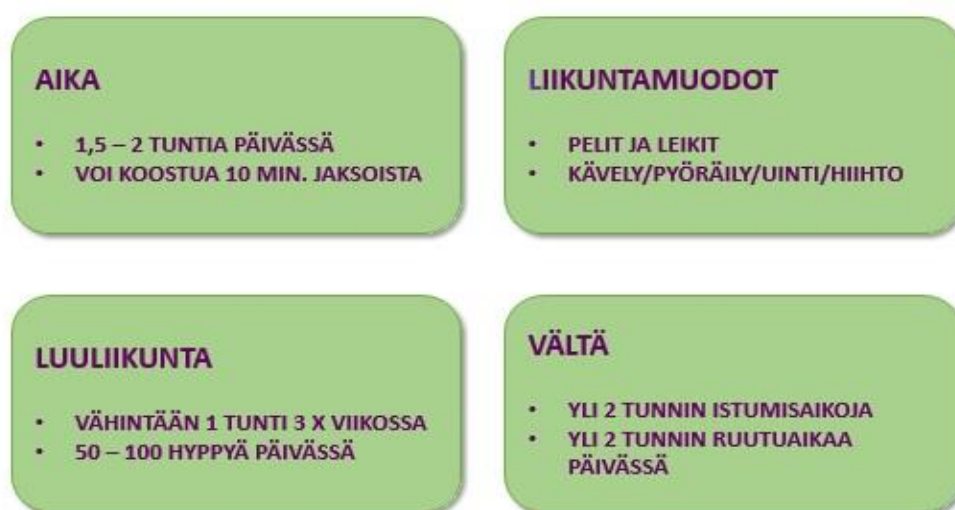 AIKA
• 1,5 – 2 TUNTIA PÄIVÄSSÄ
• VOI KOOSTUA 10 MIN. JAKSOISTA
LIIKUNTAMUODOT
• PELIT JA LEIKIT
• KÄVELY/PYÖRÄILY/UINTI/HIIHTO
LUULIIKUNTA
• VÄHINTÄÄN 1 TUNTI 3 X VIIKOSSA
• 50 – 100 HYPPYÄ PÄIVÄSSÄ
VÄLTÄ
• YLI 2 TUNNIN ISTUMISAIKOJA
• YLI 2 TUNNIN RUUTUAIKAA
PÄIVÄSSÄ